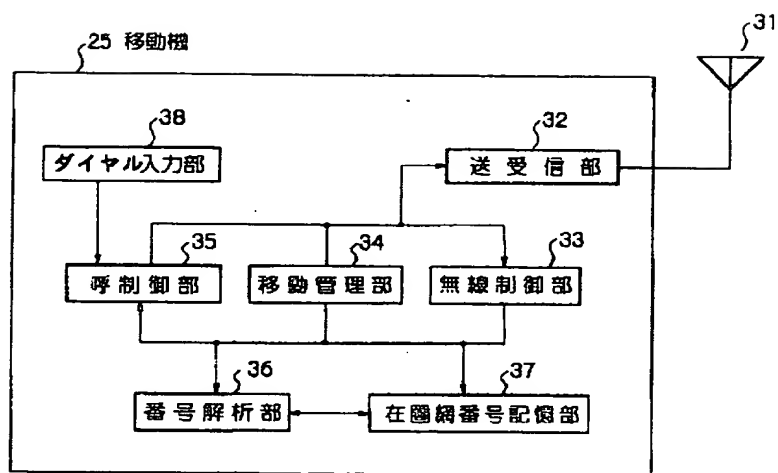 25 移動機
31
38
ダイヤル入力部
32
送受信部
35
呼制御部
34
移動管理部
33
無線制御部
36
番号解析部
37
在圏網番号記憶部